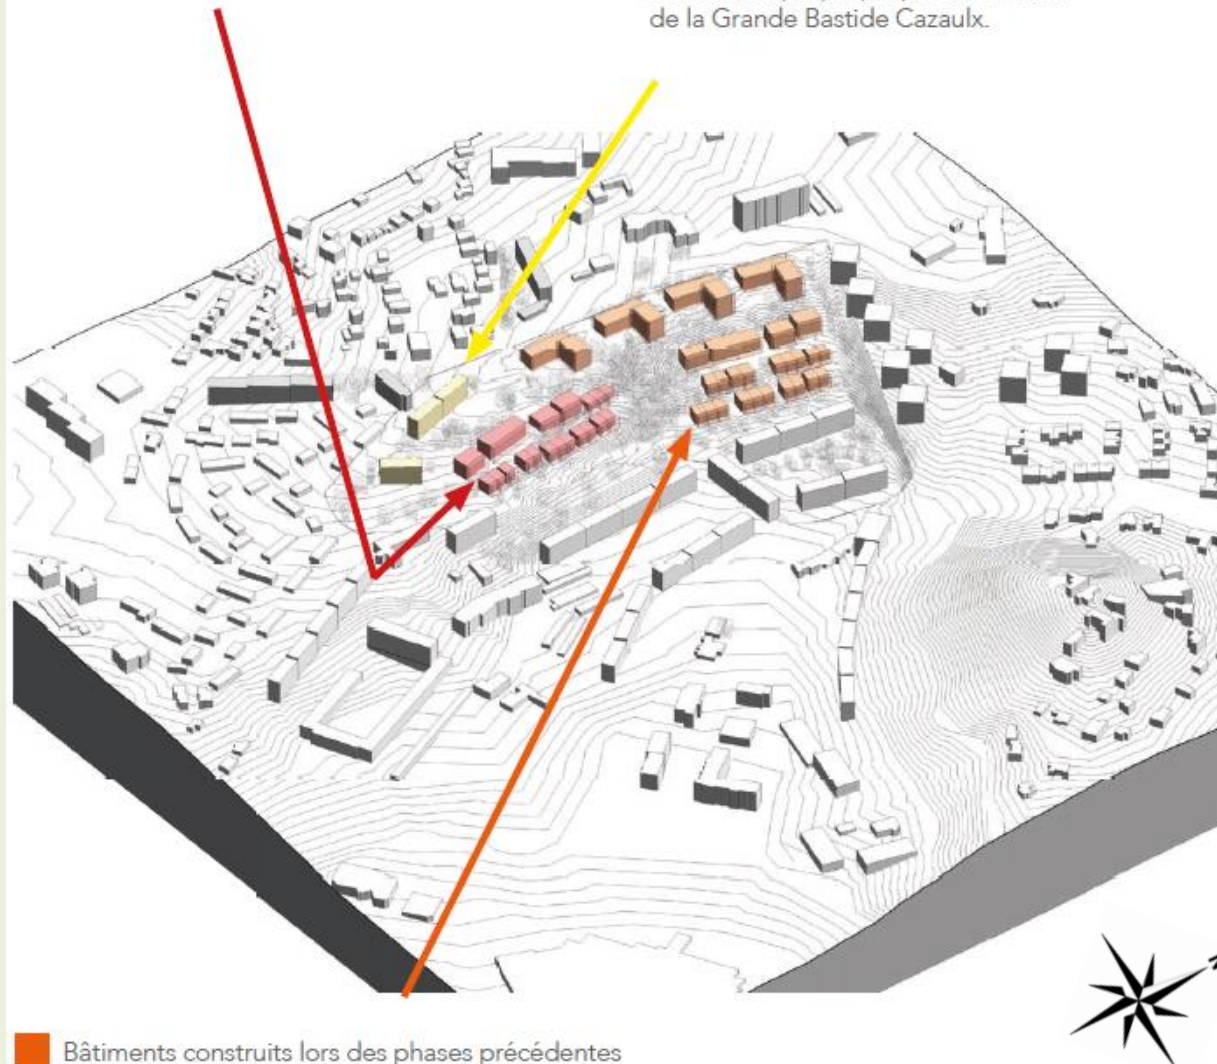 de la Grande Bastide Cazaulx.
Bâtiments construits lors des phases précédentes